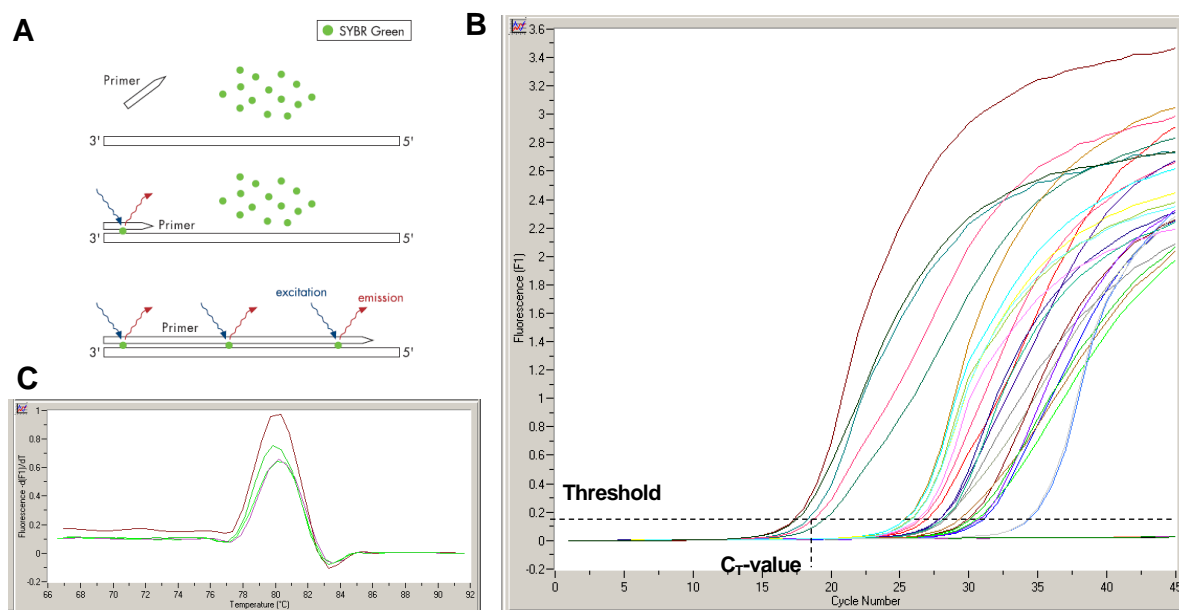 A
SYBR Green
Primer
3' 5'
Primer
3' 5'
excitation emission
Primer
3' 5'
B
3.6
3.4
3.2
3
2.8
2.6
2.4
2.2
2
1.8
1.6
1.4
1.2
1
0.8
0.6
0.4
0.2
0
-0.2
Fluorescence (F1)
Threshold
CT-value
0 5 10 15 20 25 30 35 40 45
Cycle Number
C
1
0.8
0.6
0.4
0.2
0
-0.2
Fluorescence -d(F1)/dT
66 68 70 72 74 76 78 80 82 84 86 88 90 92
Temperature (°C)